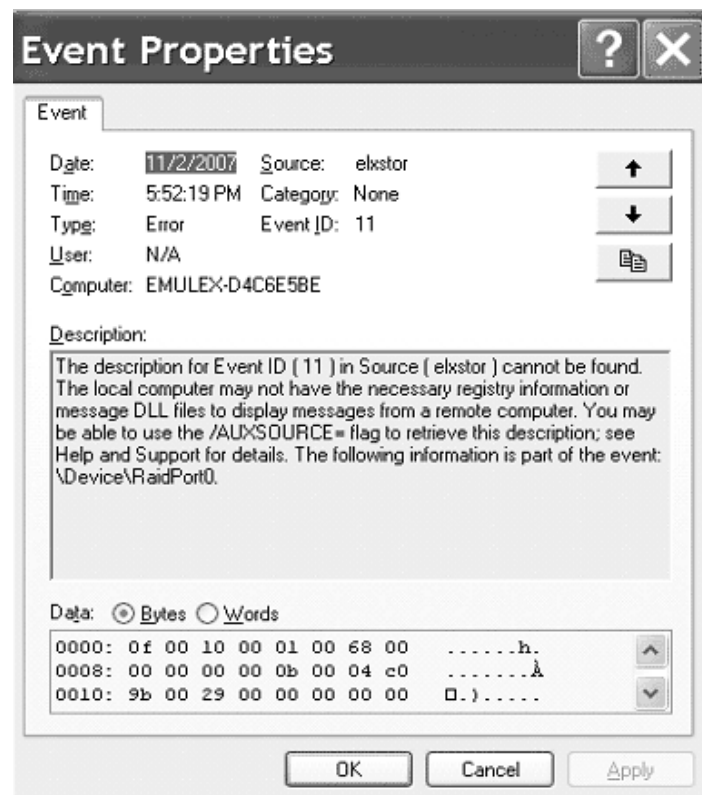 Event Properties
Event
Date: 11/2/2007 Source: elxstor
Time: 5:52:19 PM Category: None
Type: Error Event ID: 11
User: N/A
Computer: EMULEX-D4C6E5BE
Description:
The description for Event ID ( 11 ) in Source ( elxstor ) cannot be found.
The local computer may not have the necessary registry information or
message DLL files to display messages from a remote computer. You may
be able to use the /AUXSOURCE= flag to retrieve this description; see
Help and Support for details. The following information is part of the event:
\Device\RaidPort0.
Data: Bytes Words
0000: 0f 00 10 00 01 00 68 00 ......h.
0008: 00 00 00 00 0b 00 04 c0 .......À
0010: 9b 00 29 00 00 00 00 00 □.).....
OK Cancel Apply